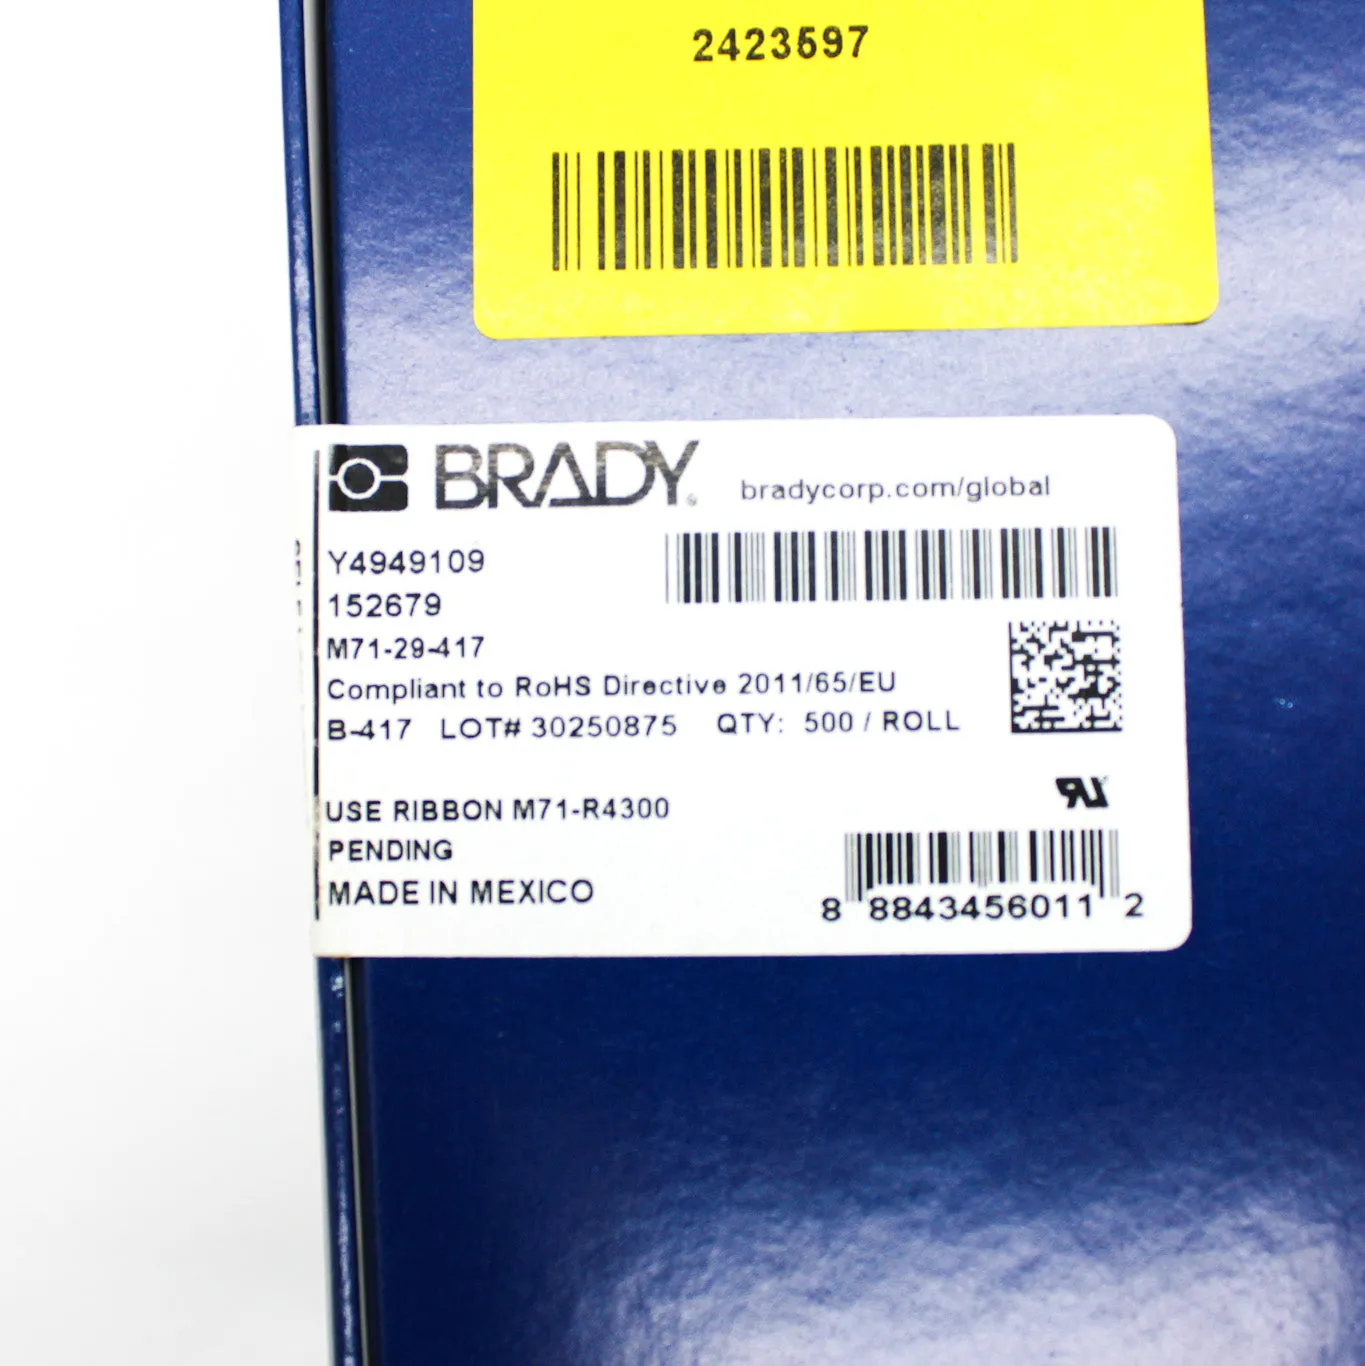 2423597
BRADY
bradycorp.com/global
Y4949109
152679
M71-29-417
Compliant to RoHS Directive 2011/65/EU
B-417 LOT# 30250875 QTY: 500 / ROLL
USE RIBBON M71-R4300
PENDING
MADE IN MEXICO
8 8843456011 2